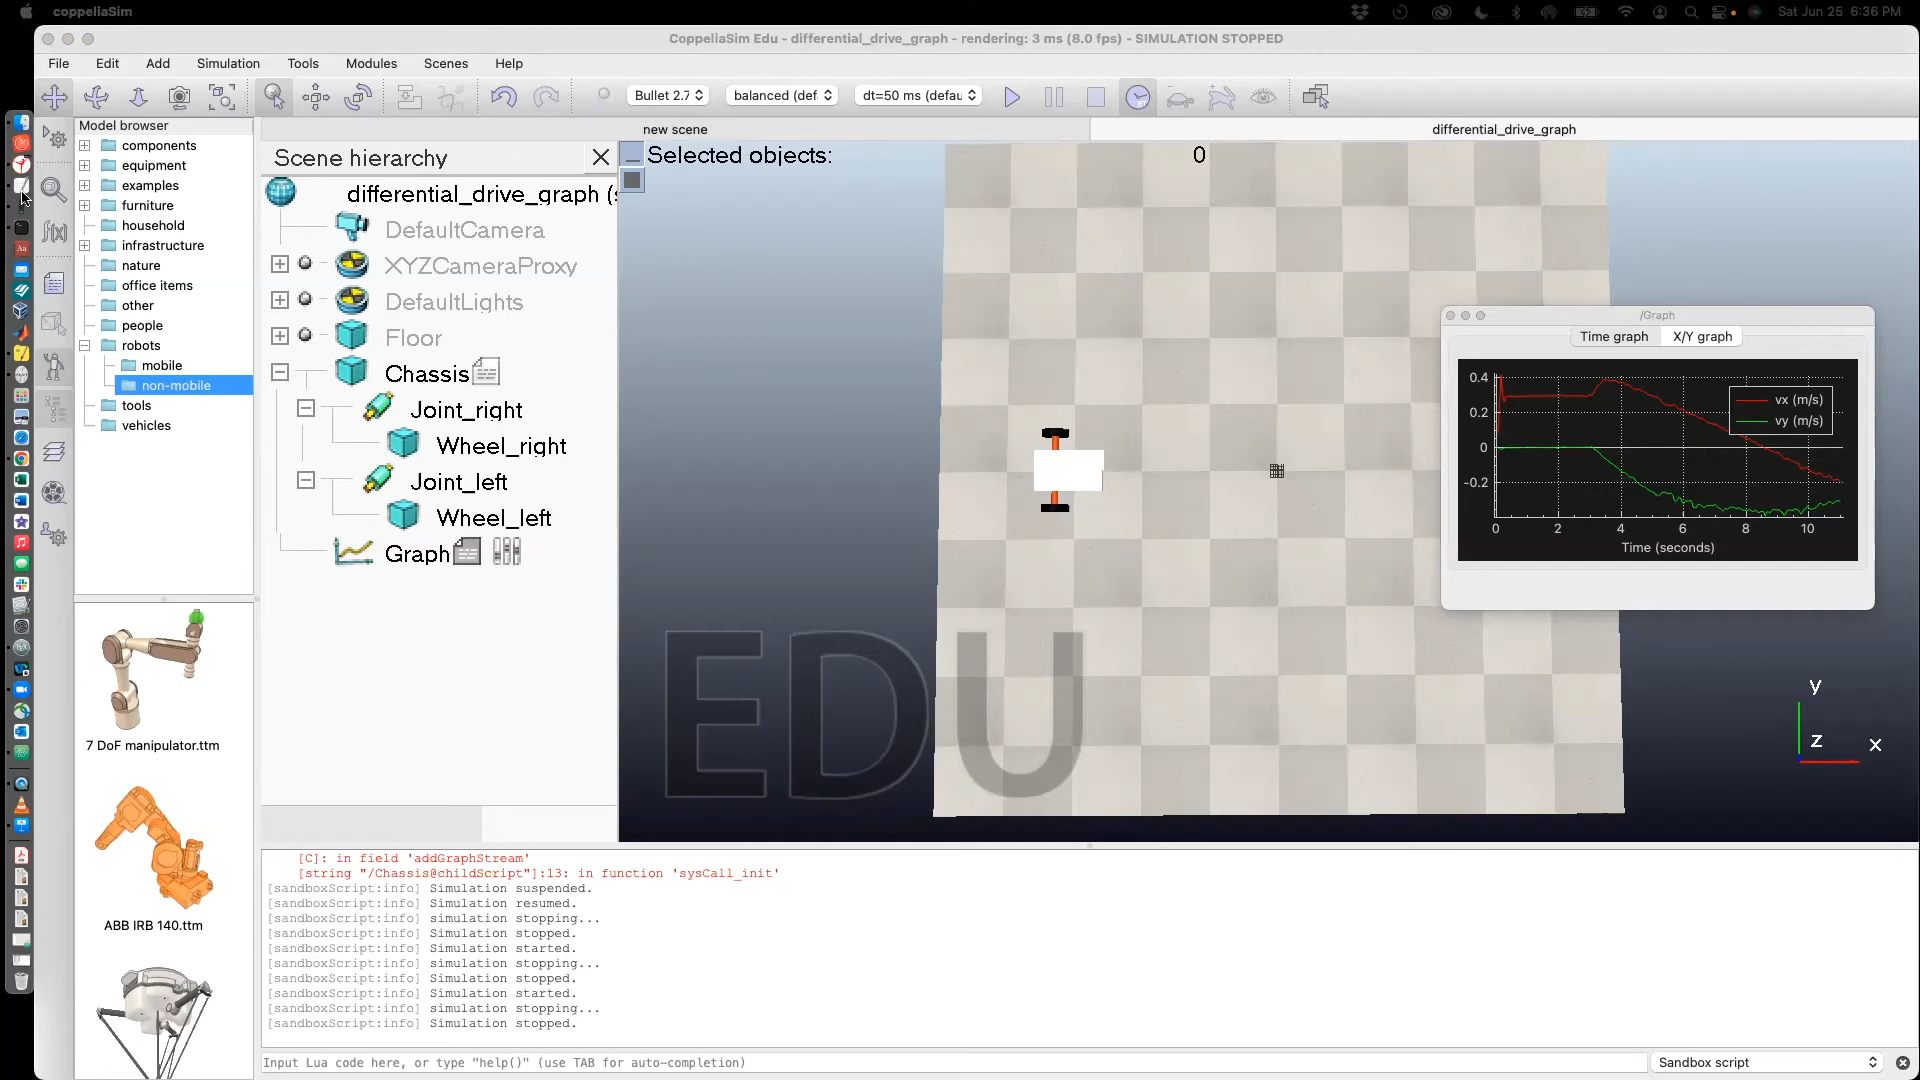 coppeliaSim
Sat Jun 25 6:36 PM
CoppeliaSim Edu - differential_drive_graph - rendering: 3 ms (8.0 fps) - SIMULATION STOPPED
File Edit Add Simulation Tools Modules Scenes Help
Bullet 2.7 balanced (def dt=50 ms (defau
Model browser
new scene
differential_drive_graph
components
equipment
examples
furniture
household
infrastructure
nature
office items
other
people
robots
mobile
non-mobile
tools
vehicles
7 DoF manipulator.ttm
ABB IRB 140.ttm
Scene hierarchy
differential_drive_graph (s
DefaultCamera
XYZCameraProxy
DefaultLights
Floor
Chassis
Joint_right
Wheel_right
Joint_left
Wheel_left
Graph
Selected objects: 0
EDU
/Graph
Time graph X/Y graph
0.4
0.2
0
-0.2
vx (m/s)
vy (m/s)
0 2 4 6 8 10
Time (seconds)
y
z x
[C]: in field 'addGraphStream'
[string "/Chassis@childScript"]:13: in function 'sysCall_init'
[sandboxScript:info] Simulation suspended.
[sandboxScript:info] Simulation resumed.
[sandboxScript:info] simulation stopping...
[sandboxScript:info] Simulation stopped.
[sandboxScript:info] Simulation started.
[sandboxScript:info] simulation stopping...
[sandboxScript:info] Simulation stopped.
[sandboxScript:info] Simulation started.
[sandboxScript:info] simulation stopping...
[sandboxScript:info] Simulation stopped.
Input Lua code here, or type "help()" (use TAB for auto-completion)
Sandbox script